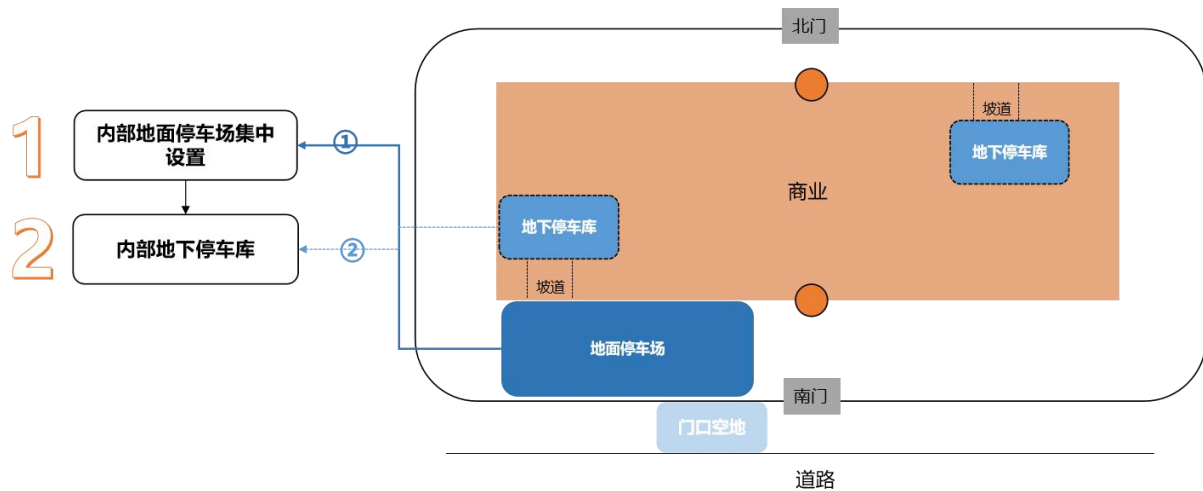 北门
1
内部地面停车场集中
设置
①
坡道
地下停车库
商业
2
内部地下停车库
②
地下停车库
坡道
地面停车场
南门
门口空地
道路